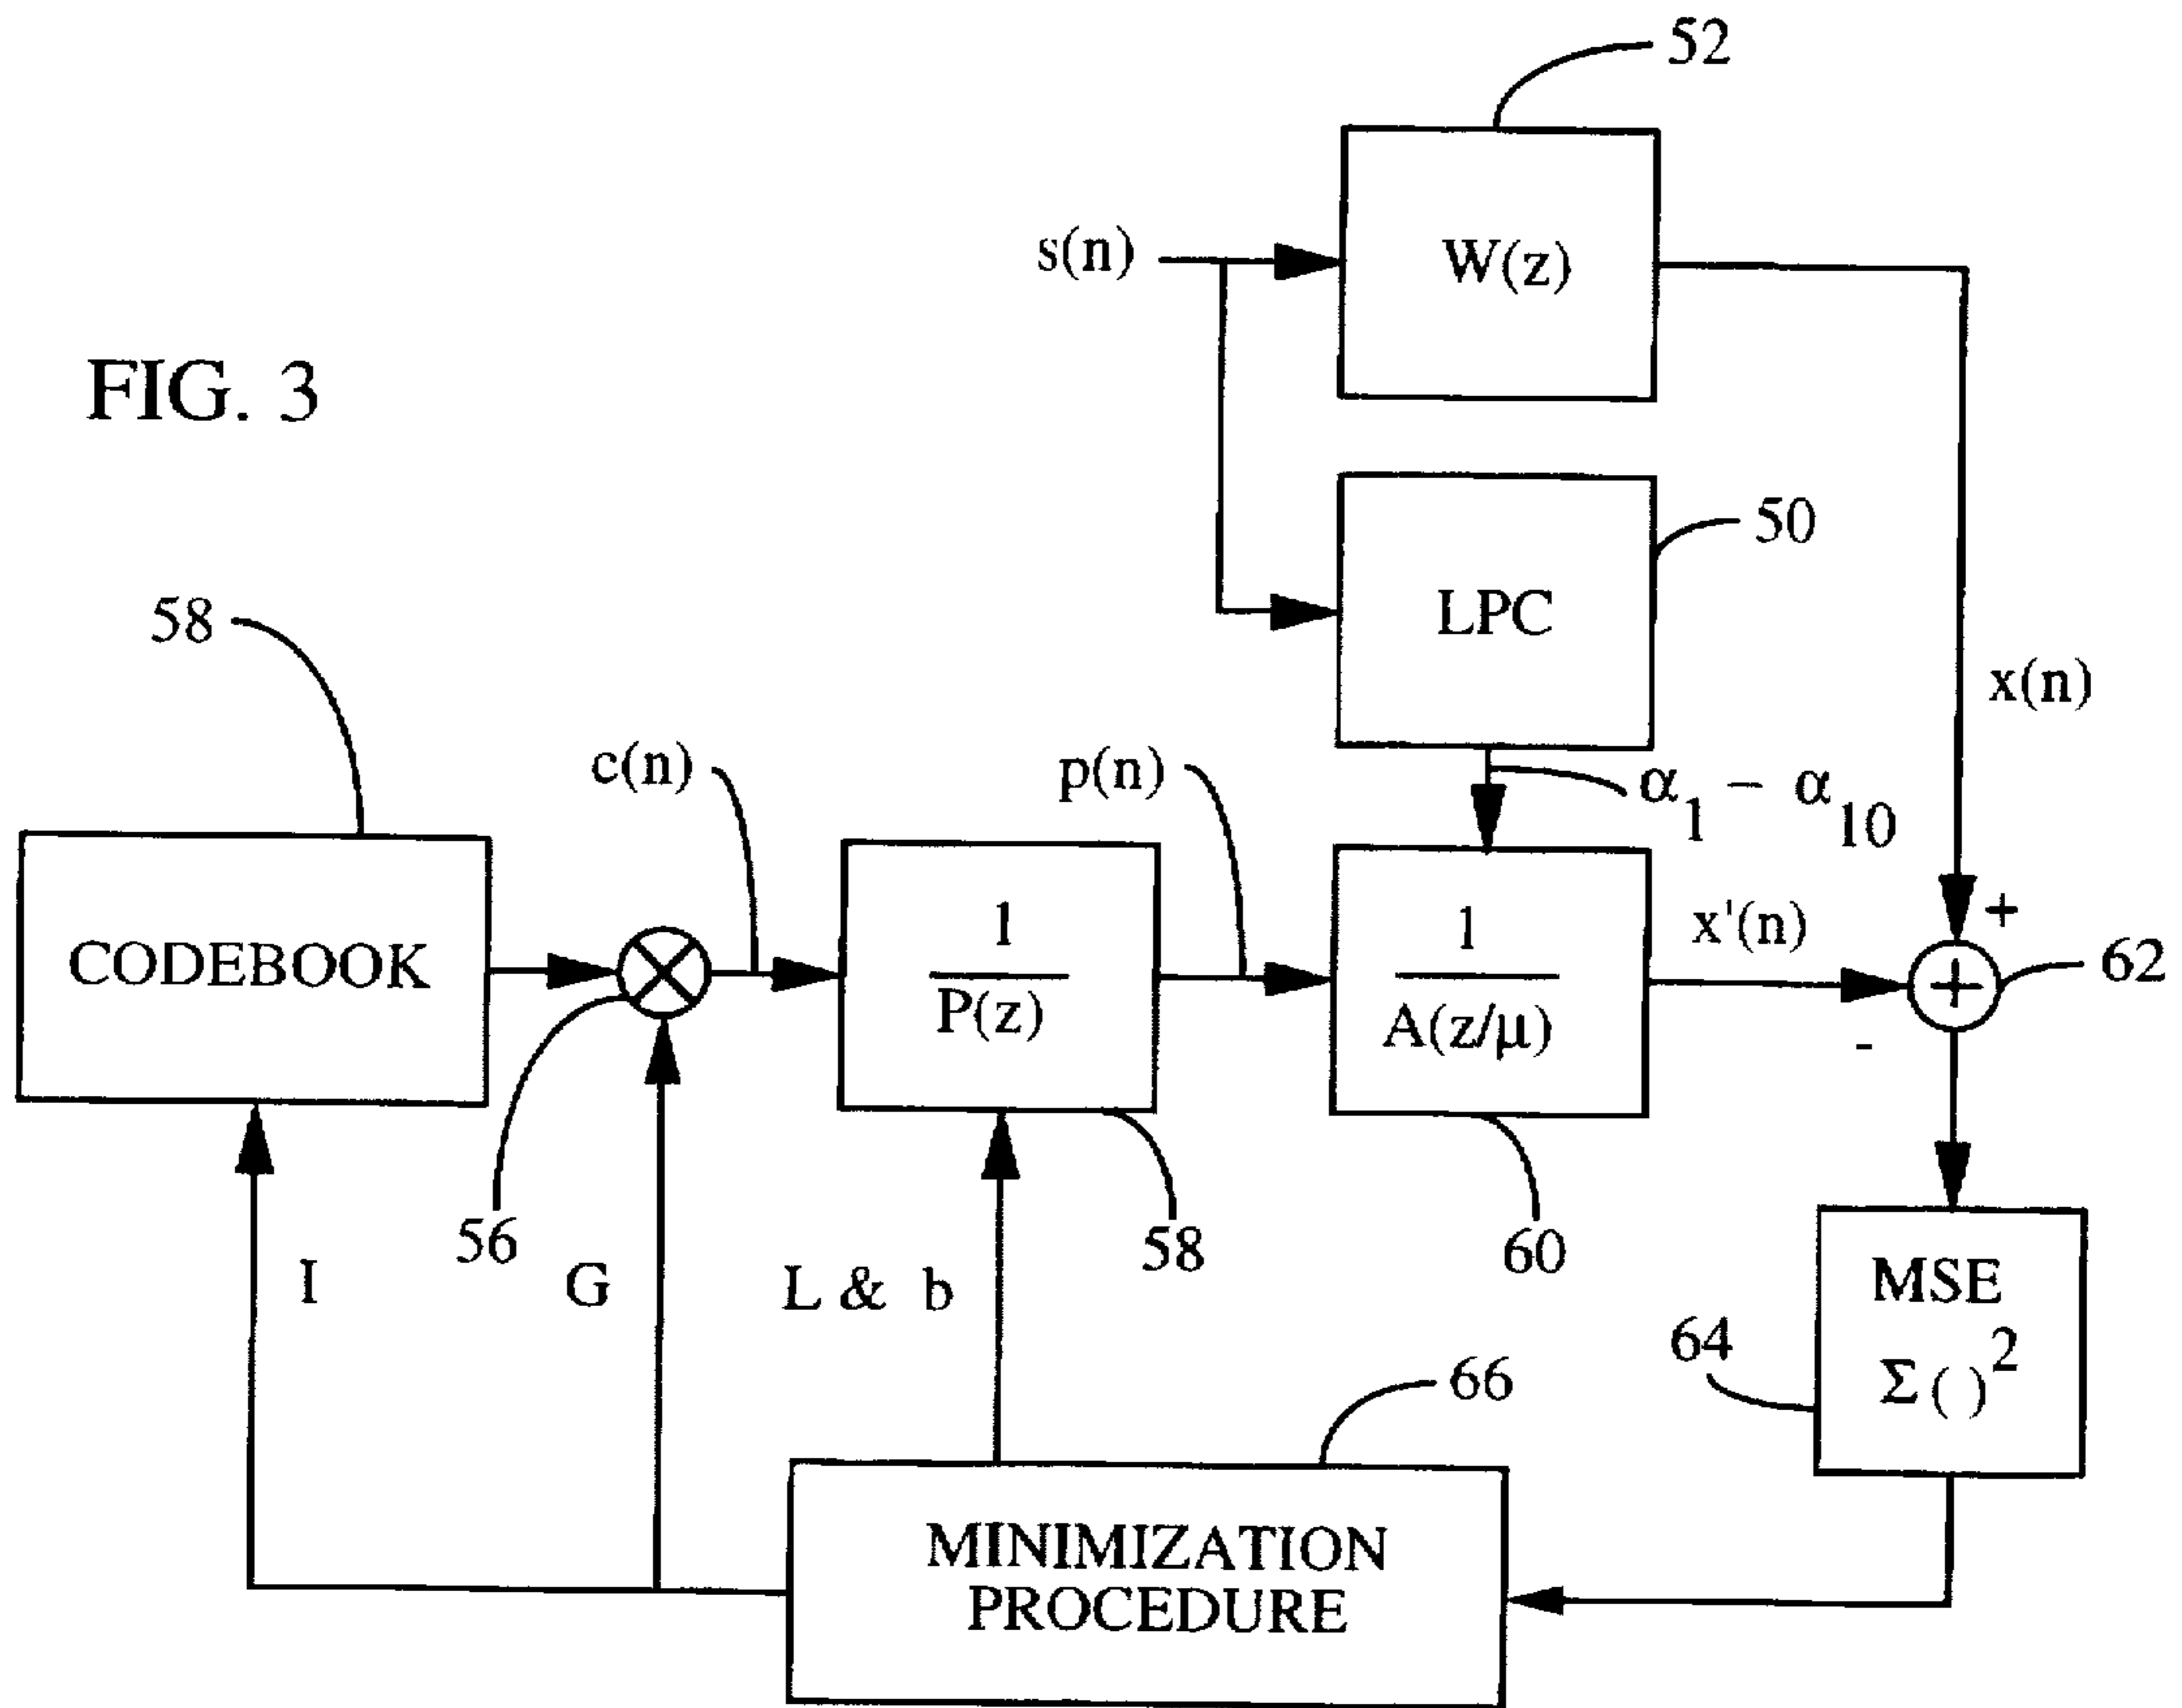 52
s(n)
W(z)
FIG. 3
50
LPC
58
x(n)
c(n)
p(n)
α1 – α10
CODEBOOK
1
P(z)
1
A(z/μ)
x'(n)
+
+
-
62
56
58
60
I
G
L & b
MSE
Σ ( )2
64
66
MINIMIZATION
PROCEDURE